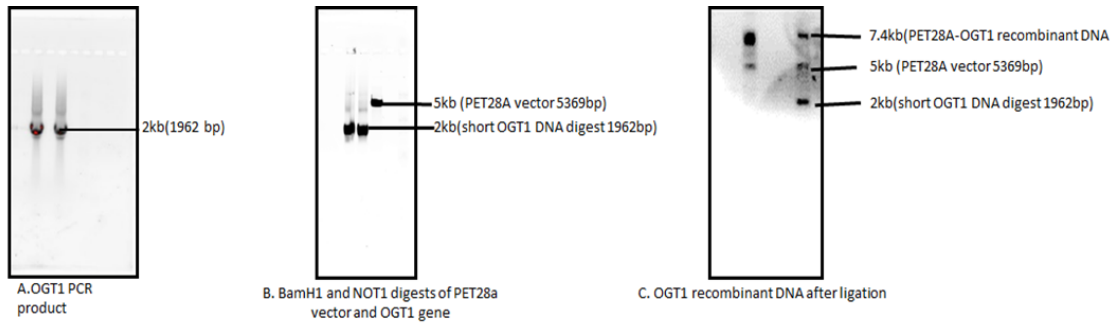 2kb(1962 bp)
A.OGT1 PCR
product
5kb (PET28A vector 5369bp)
2kb(short OGT1 DNA digest 1962bp)
B. BamH1 and NOT1 digests of PET28a
vector and OGT1 gene
7.4kb(PET28A-OGT1 recombinant DNA
5kb (PET28A vector 5369bp)
2kb(short OGT1 DNA digest 1962bp)
C. OGT1 recombinant DNA after ligation